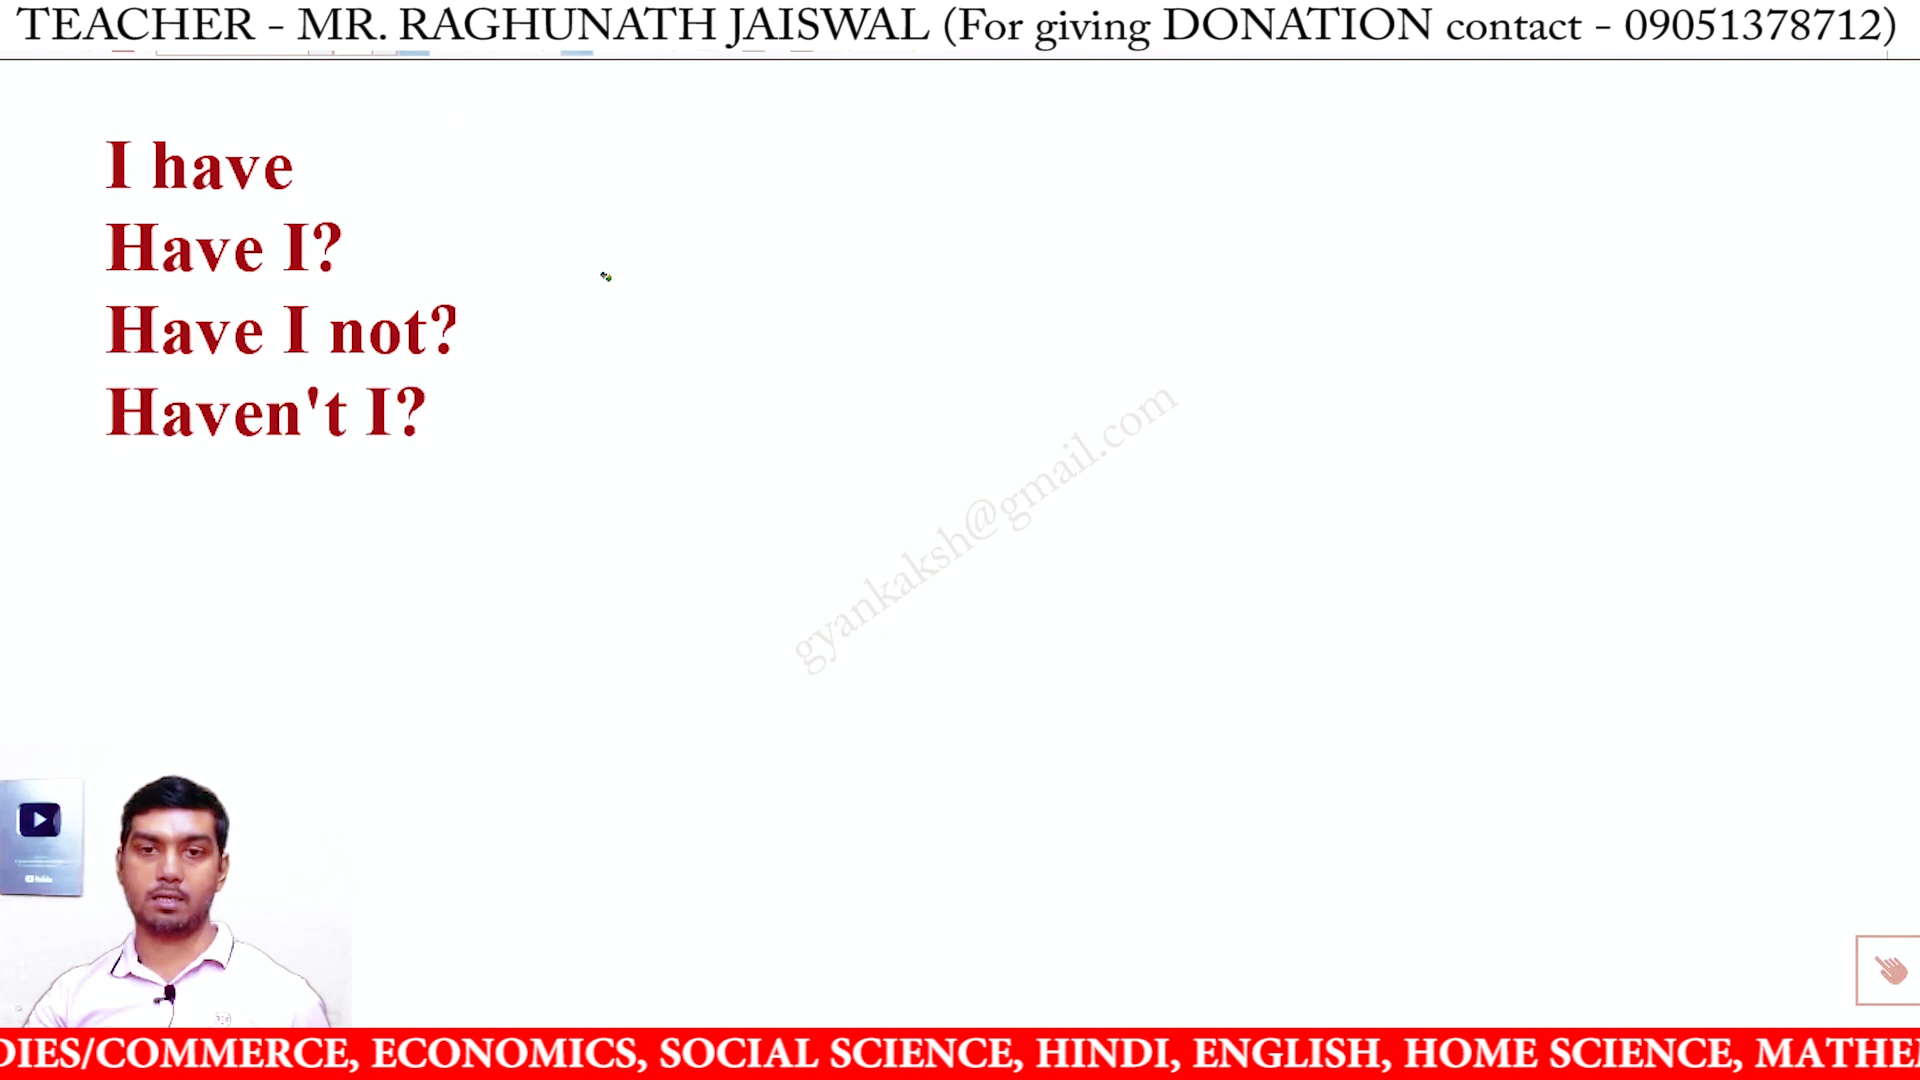 TEACHER - MR. RAGHUNATH JAISWAL (For giving DONATION contact - 09051378712)
I have
Have I?
Have I not?
Haven't I?
gyankaksh@gmail.com
DIES/COMMERCE, ECONOMICS, SOCIAL SCIENCE, HINDI, ENGLISH, HOME SCIENCE, MATHE